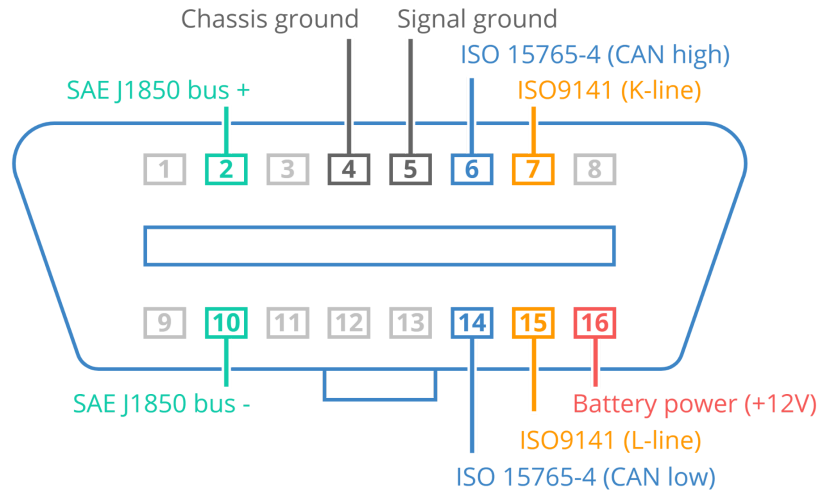 Chassis ground
Signal ground
ISO 15765-4 (CAN high)
SAE J1850 bus +
ISO9141 (K-line)
1 2 3 4 5 6 7 8
9 10 11 12 13 14 15 16
SAE J1850 bus -
Battery power (+12V)
ISO9141 (L-line)
ISO 15765-4 (CAN low)